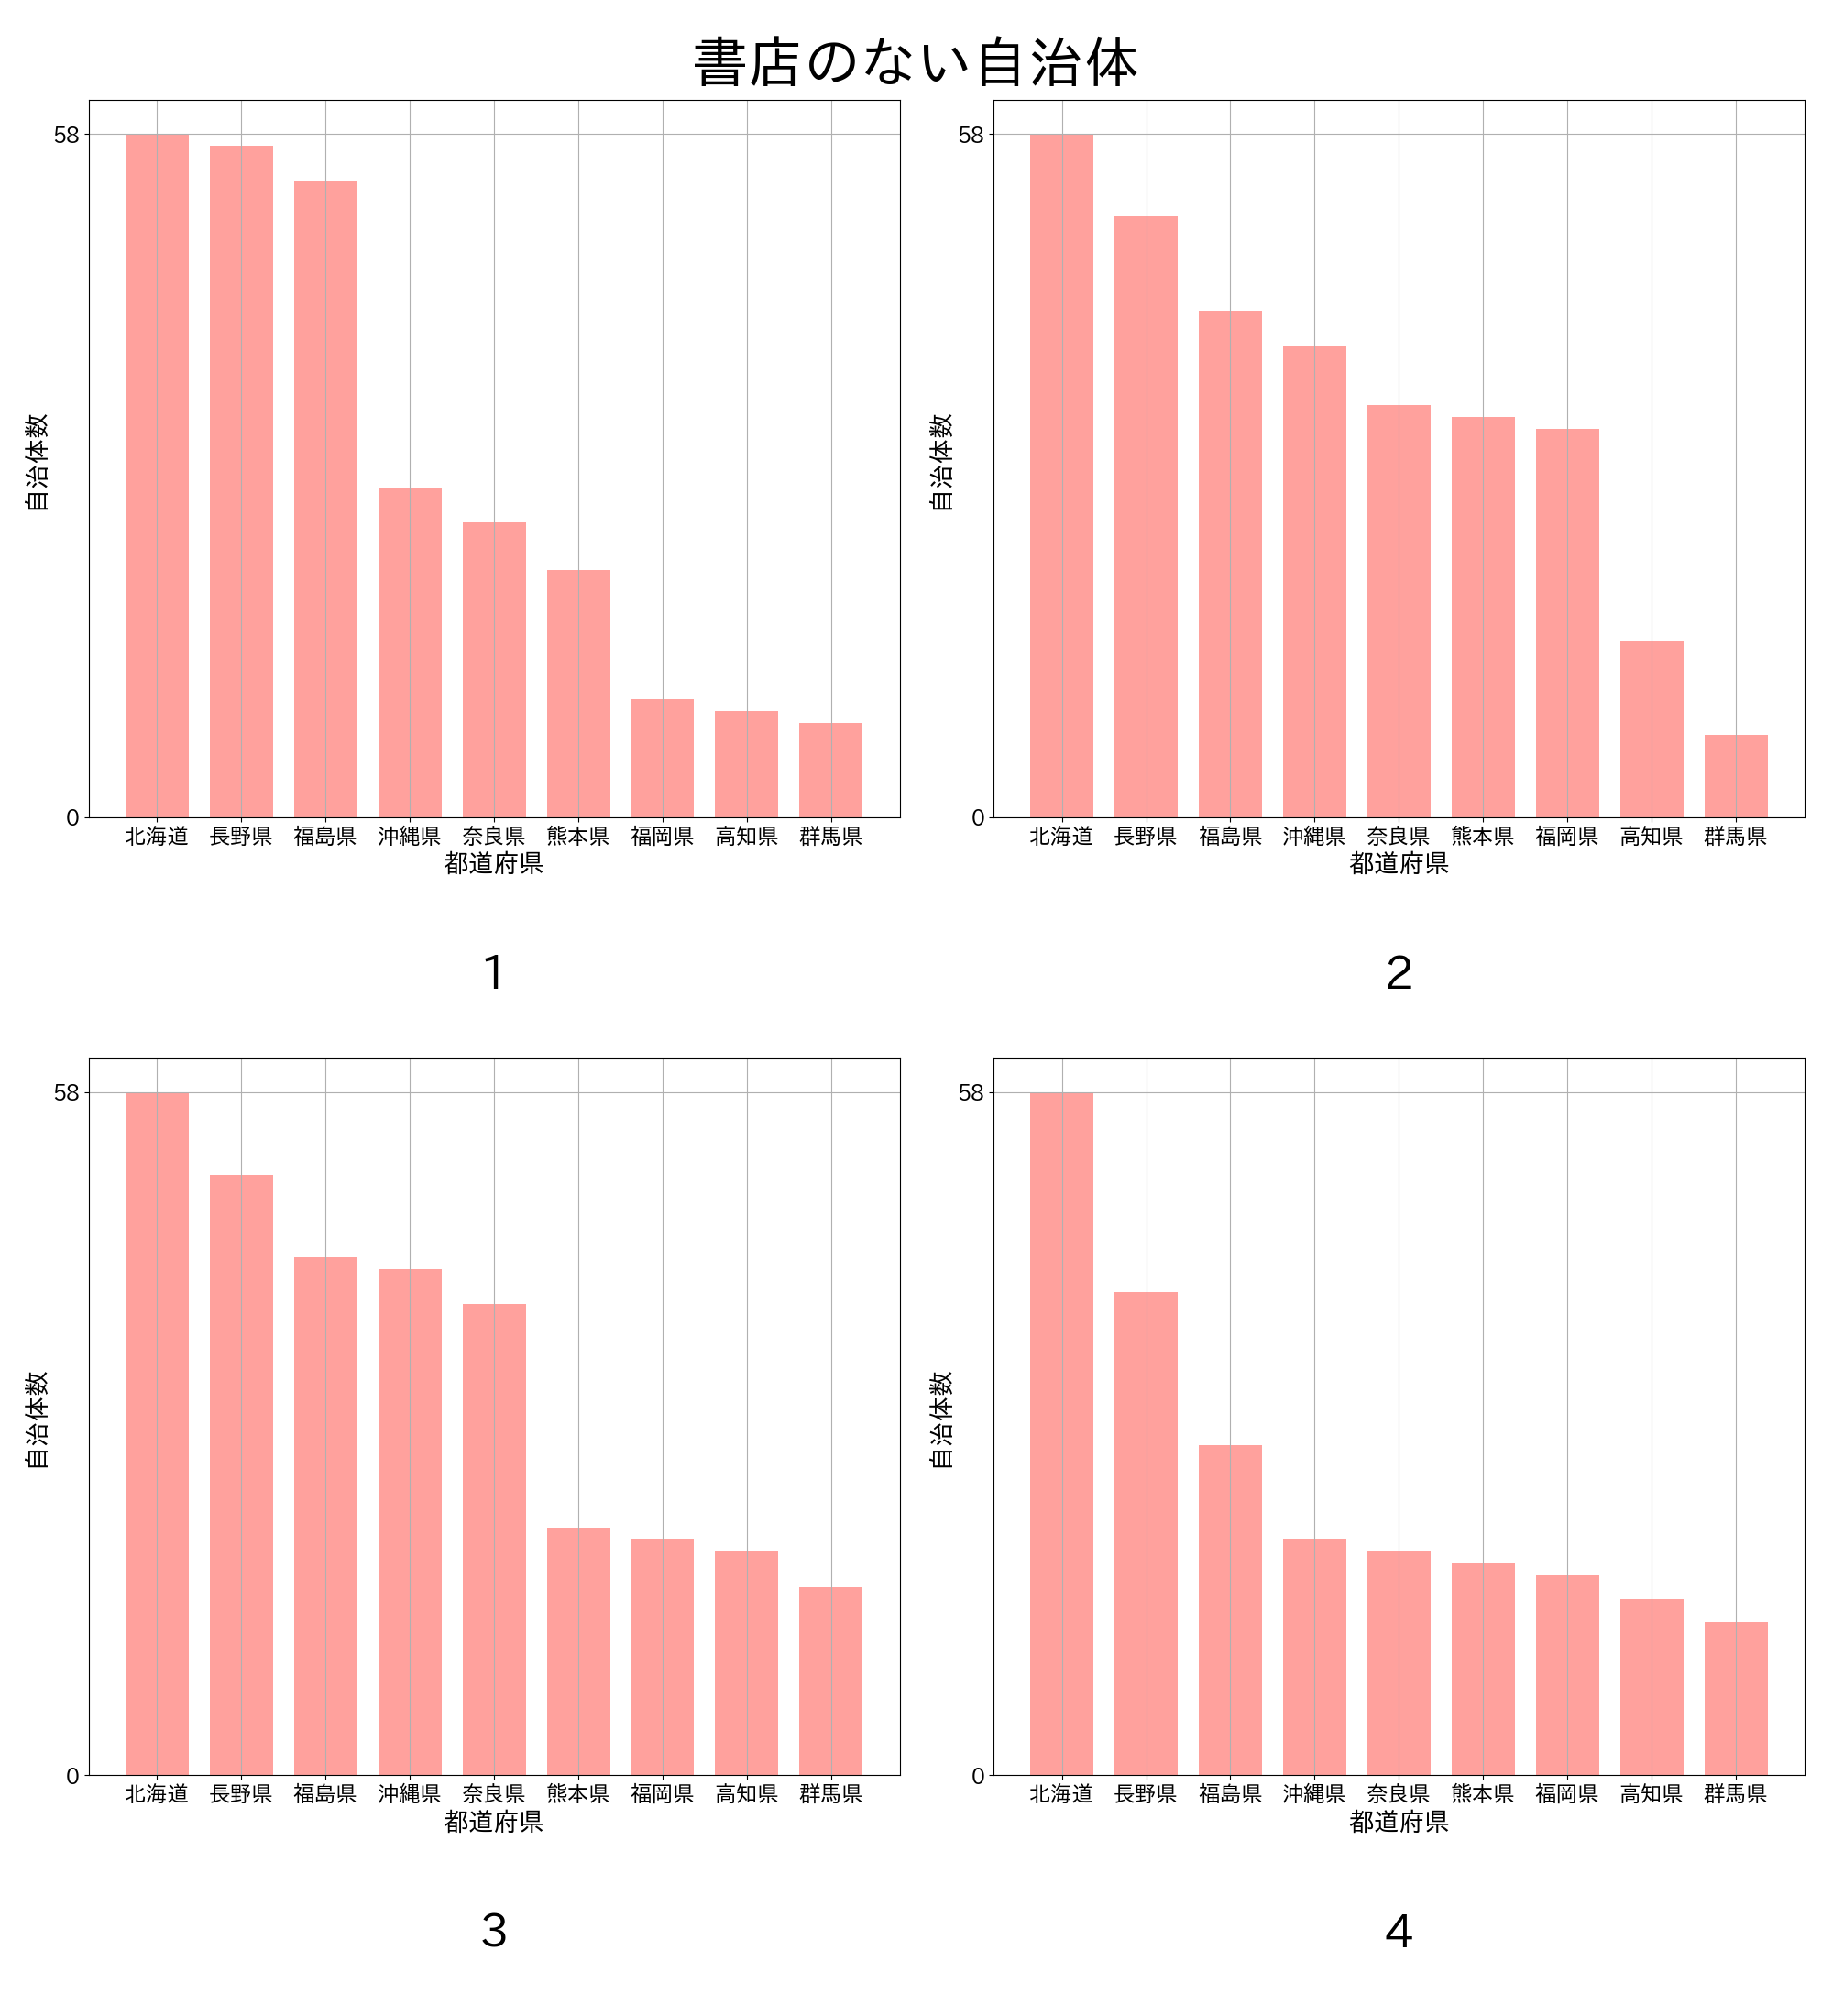 書店のない自治体
58
0
自治体数
北海道 長野県 福島県 沖縄県 奈良県 熊本県 福岡県 高知県 群馬県
都道府県
1
58
0
自治体数
北海道 長野県 福島県 沖縄県 奈良県 熊本県 福岡県 高知県 群馬県
都道府県
2
58
0
自治体数
北海道 長野県 福島県 沖縄県 奈良県 熊本県 福岡県 高知県 群馬県
都道府県
3
58
0
自治体数
北海道 長野県 福島県 沖縄県 奈良県 熊本県 福岡県 高知県 群馬県
都道府県
4